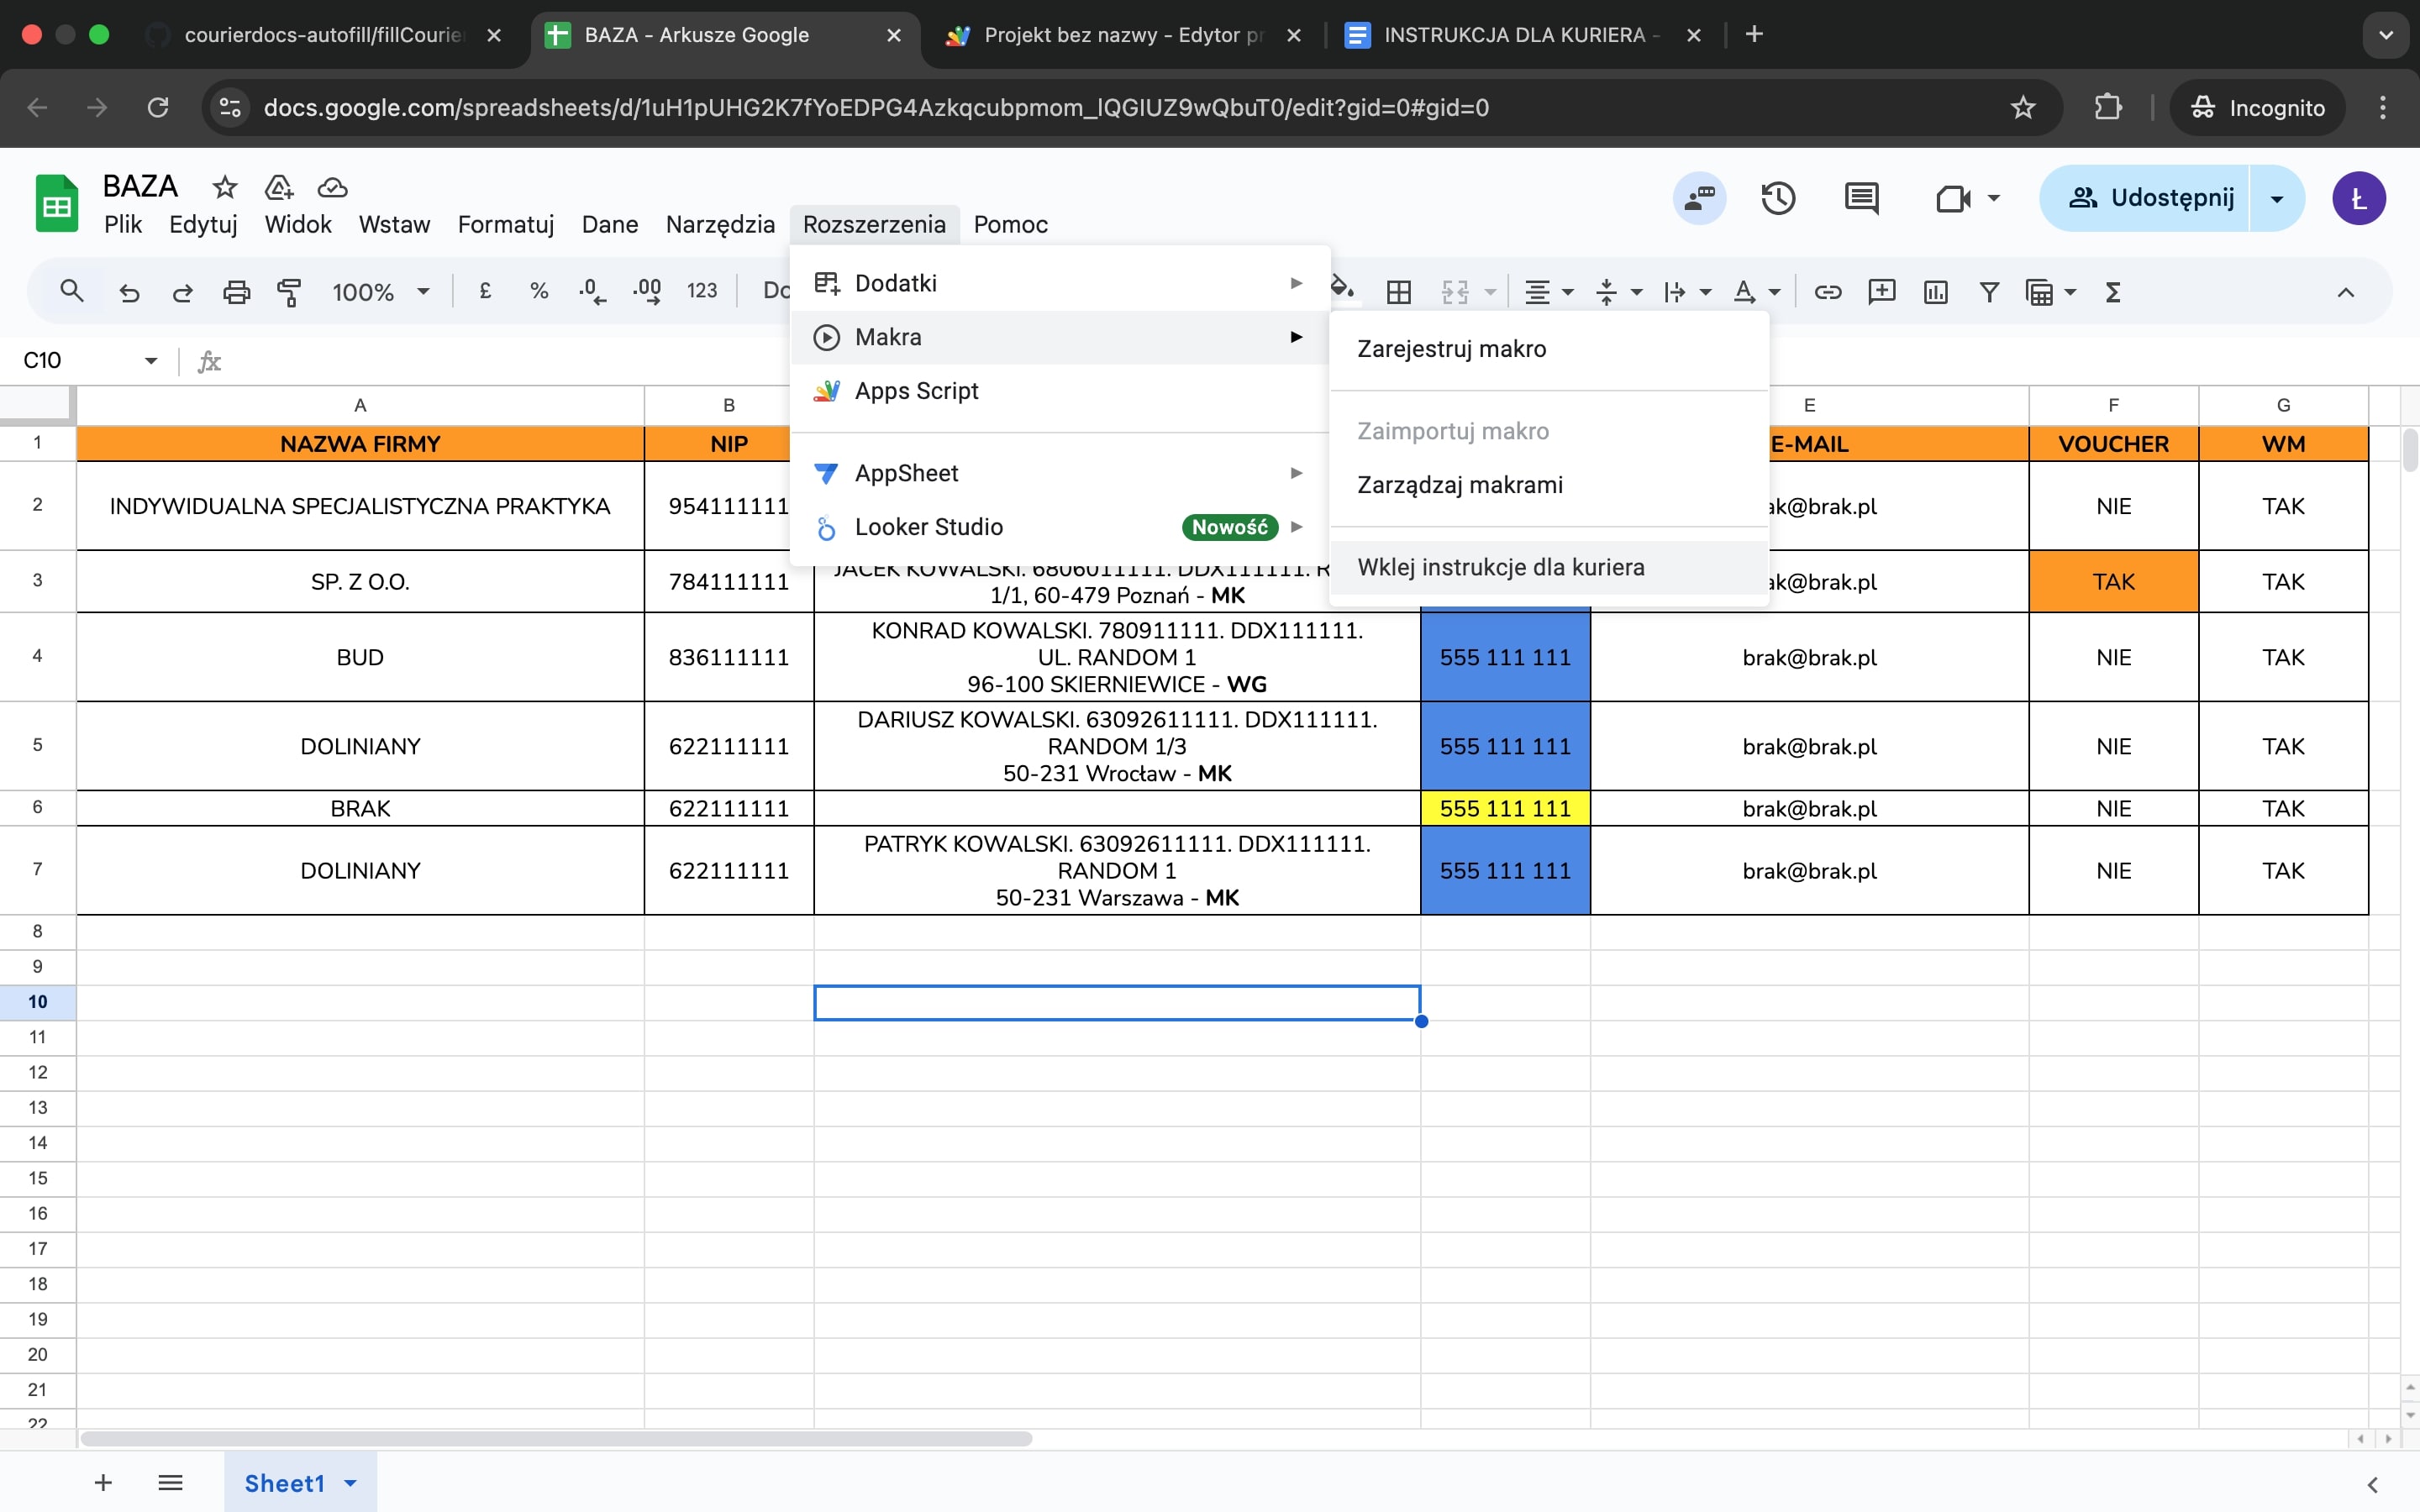 courierdocs-autofill/fillCourie
BAZA - Arkusze Google
Projekt bez nazwy - Edytor pr
INSTRUKCJA DLA KURIERA -
docs.google.com/spreadsheets/d/1uH1pUHG2K7fYoEDPG4Azkqcubpmom_lQGlUZ9wQbuT0/edit?gid=0#gid=0
Incognito
BAZA
Plik Edytuj Widok Wstaw Formatuj Dane Narzędzia Rozszerzenia Pomoc
Udostępnij
Ł
100% £ % .0 .00 123 Do
C10 fx
Dodatki
Makra
Apps Script
AppSheet
Looker Studio Nowość
Zarejestruj makro
Zaimportuj makro
Zarządzaj makrami
Wklej instrukcje dla kuriera
A B E F G
1 NAZWA FIRMY NIP E-MAIL VOUCHER WM
2 INDYWIDUALNA SPECJALISTYCZNA PRAKTYKA 954111111 ak@brak.pl NIE TAK
JACEK KOWALSKI. 6806011111. DDX111111. R
3 SP. Z O.O. 784111111 ak@brak.pl TAK TAK
1/1, 60-479 Poznań - MK
KONRAD KOWALSKI. 780911111. DDX111111.
4 BUD 836111111 UL. RANDOM 1 555 111 111 brak@brak.pl NIE TAK
96-100 SKIERNIEWICE - WG
DARIUSZ KOWALSKI. 63092611111. DDX111111.
5 DOLINIANY 622111111 RANDOM 1/3 555 111 111 brak@brak.pl NIE TAK
50-231 Wrocław - MK
6 BRAK 622111111 555 111 111 brak@brak.pl NIE TAK
PATRYK KOWALSKI. 63092611111. DDX111111.
7 DOLINIANY 622111111 RANDOM 1 555 111 111 brak@brak.pl NIE TAK
50-231 Warszawa - MK
8
9
10
11
12
13
14
15
16
17
18
19
20
21
22
Sheet1